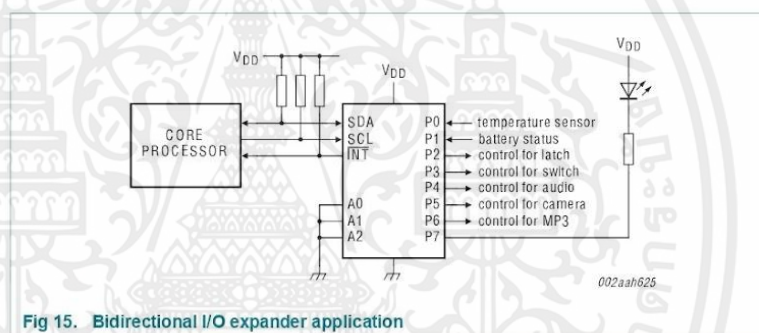 VDD
VDD
VDD
CORE
PROCESSOR
SDA
SCL
INT
A0
A1
A2
P0
P1
P2
P3
P4
P5
P6
P7
temperature sensor
battery status
control for latch
control for switch
control for audio
control for camera
control for MP3
002aah625
Fig 15. Bidirectional I/O expander application